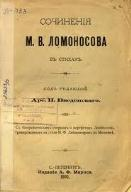 СОЧИНЕНІЯ
М. В. ЛОМОНОСОВА
ВЪ СТИХАХЪ
ПОДЪ РЕДАКЦІЕЙ
Арс. И. Введенскаго.
С.-ПЕТЕРБУРГЪ.
Изданіе А. Ф. Маркса.